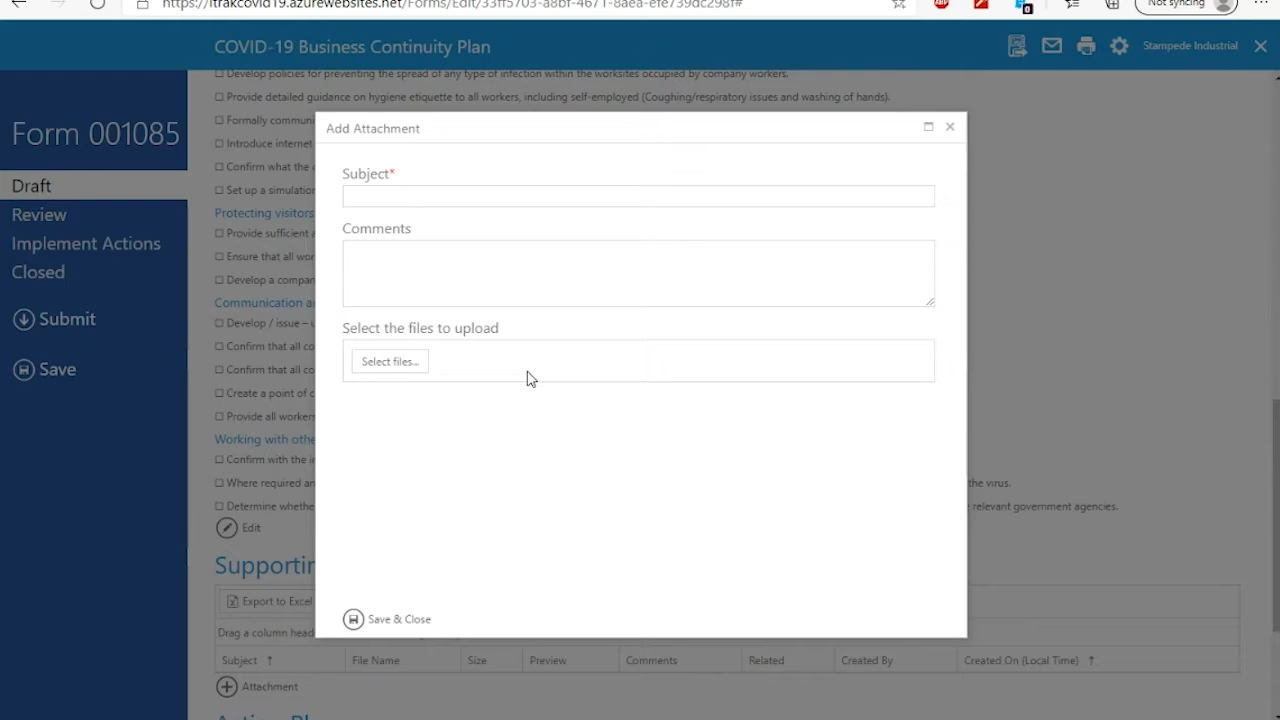 https://itrakcovid19.azurewebsites.net/Forms/Edit/33ff5703-a8bf-4671-8aea-efe739dc298f#
Not syncing
COVID-19 Business Continuity Plan
Stampede Industrial
Form 001085
Draft
Review
Implement Actions
Closed
Submit
Save
☐ Develop policies for preventing the spread of any type of infection within the worksites occupied by company workers.
☐ Provide detailed guidance on hygiene etiquette to all workers, including self-employed (Coughing/respiratory issues and washing of hands).
☐ Formally communi
☐ Introduce internet
☐ Confirm what the
☐ Set up a simulation
Protecting visitors
☐ Provide sufficient
☐ Ensure that all wor
☐ Develop a compan
Communication a
☐ Develop / issue –
☐ Confirm that all co
☐ Confirm that all co
☐ Create a point of c
☐ Provide all workers
Working with othe
☐ Confirm with the i
☐ Where required an
the virus.
☐ Determine whethe
relevant government agencies.
Edit
Add Attachment
Subject*
Comments
Select the files to upload
Select files...
Save & Close
Supportin
Export to Excel
Drag a column head
Subject ↑ File Name Size Preview Comments Related Created By Created On (Local Time) ↑
Attachment